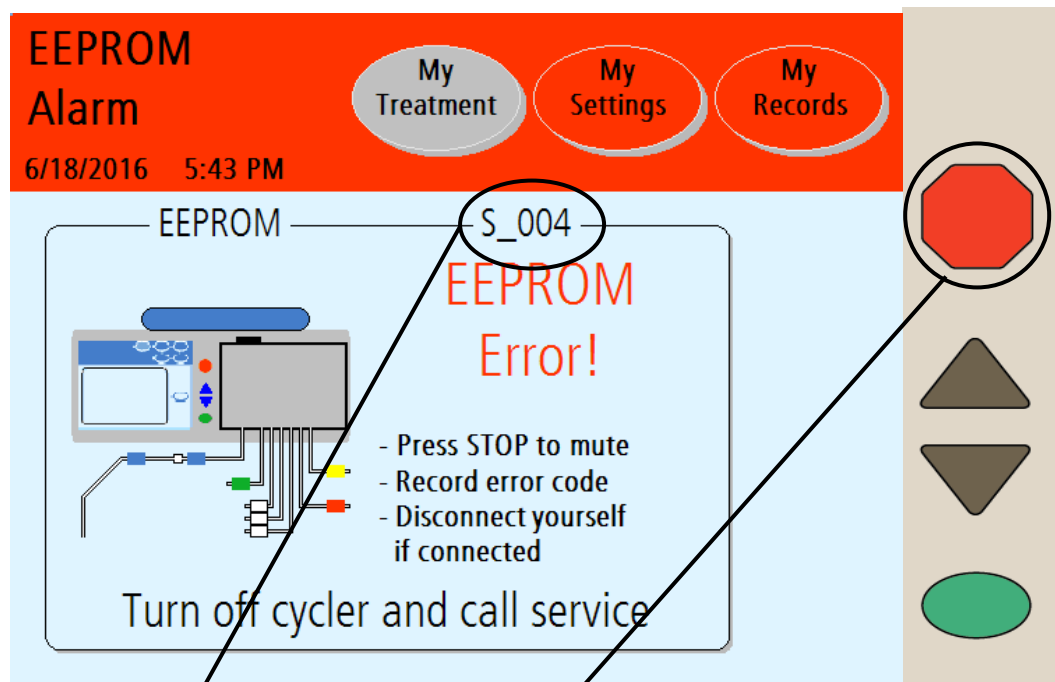 EEPROM
Alarm
6/18/2016 5:43 PM
My
Treatment
My
Settings
My
Records
EEPROM
S_004
EEPROM
Error!
- Press STOP to mute
- Record error code
- Disconnect yourself
if connected
Turn off cycler and call service